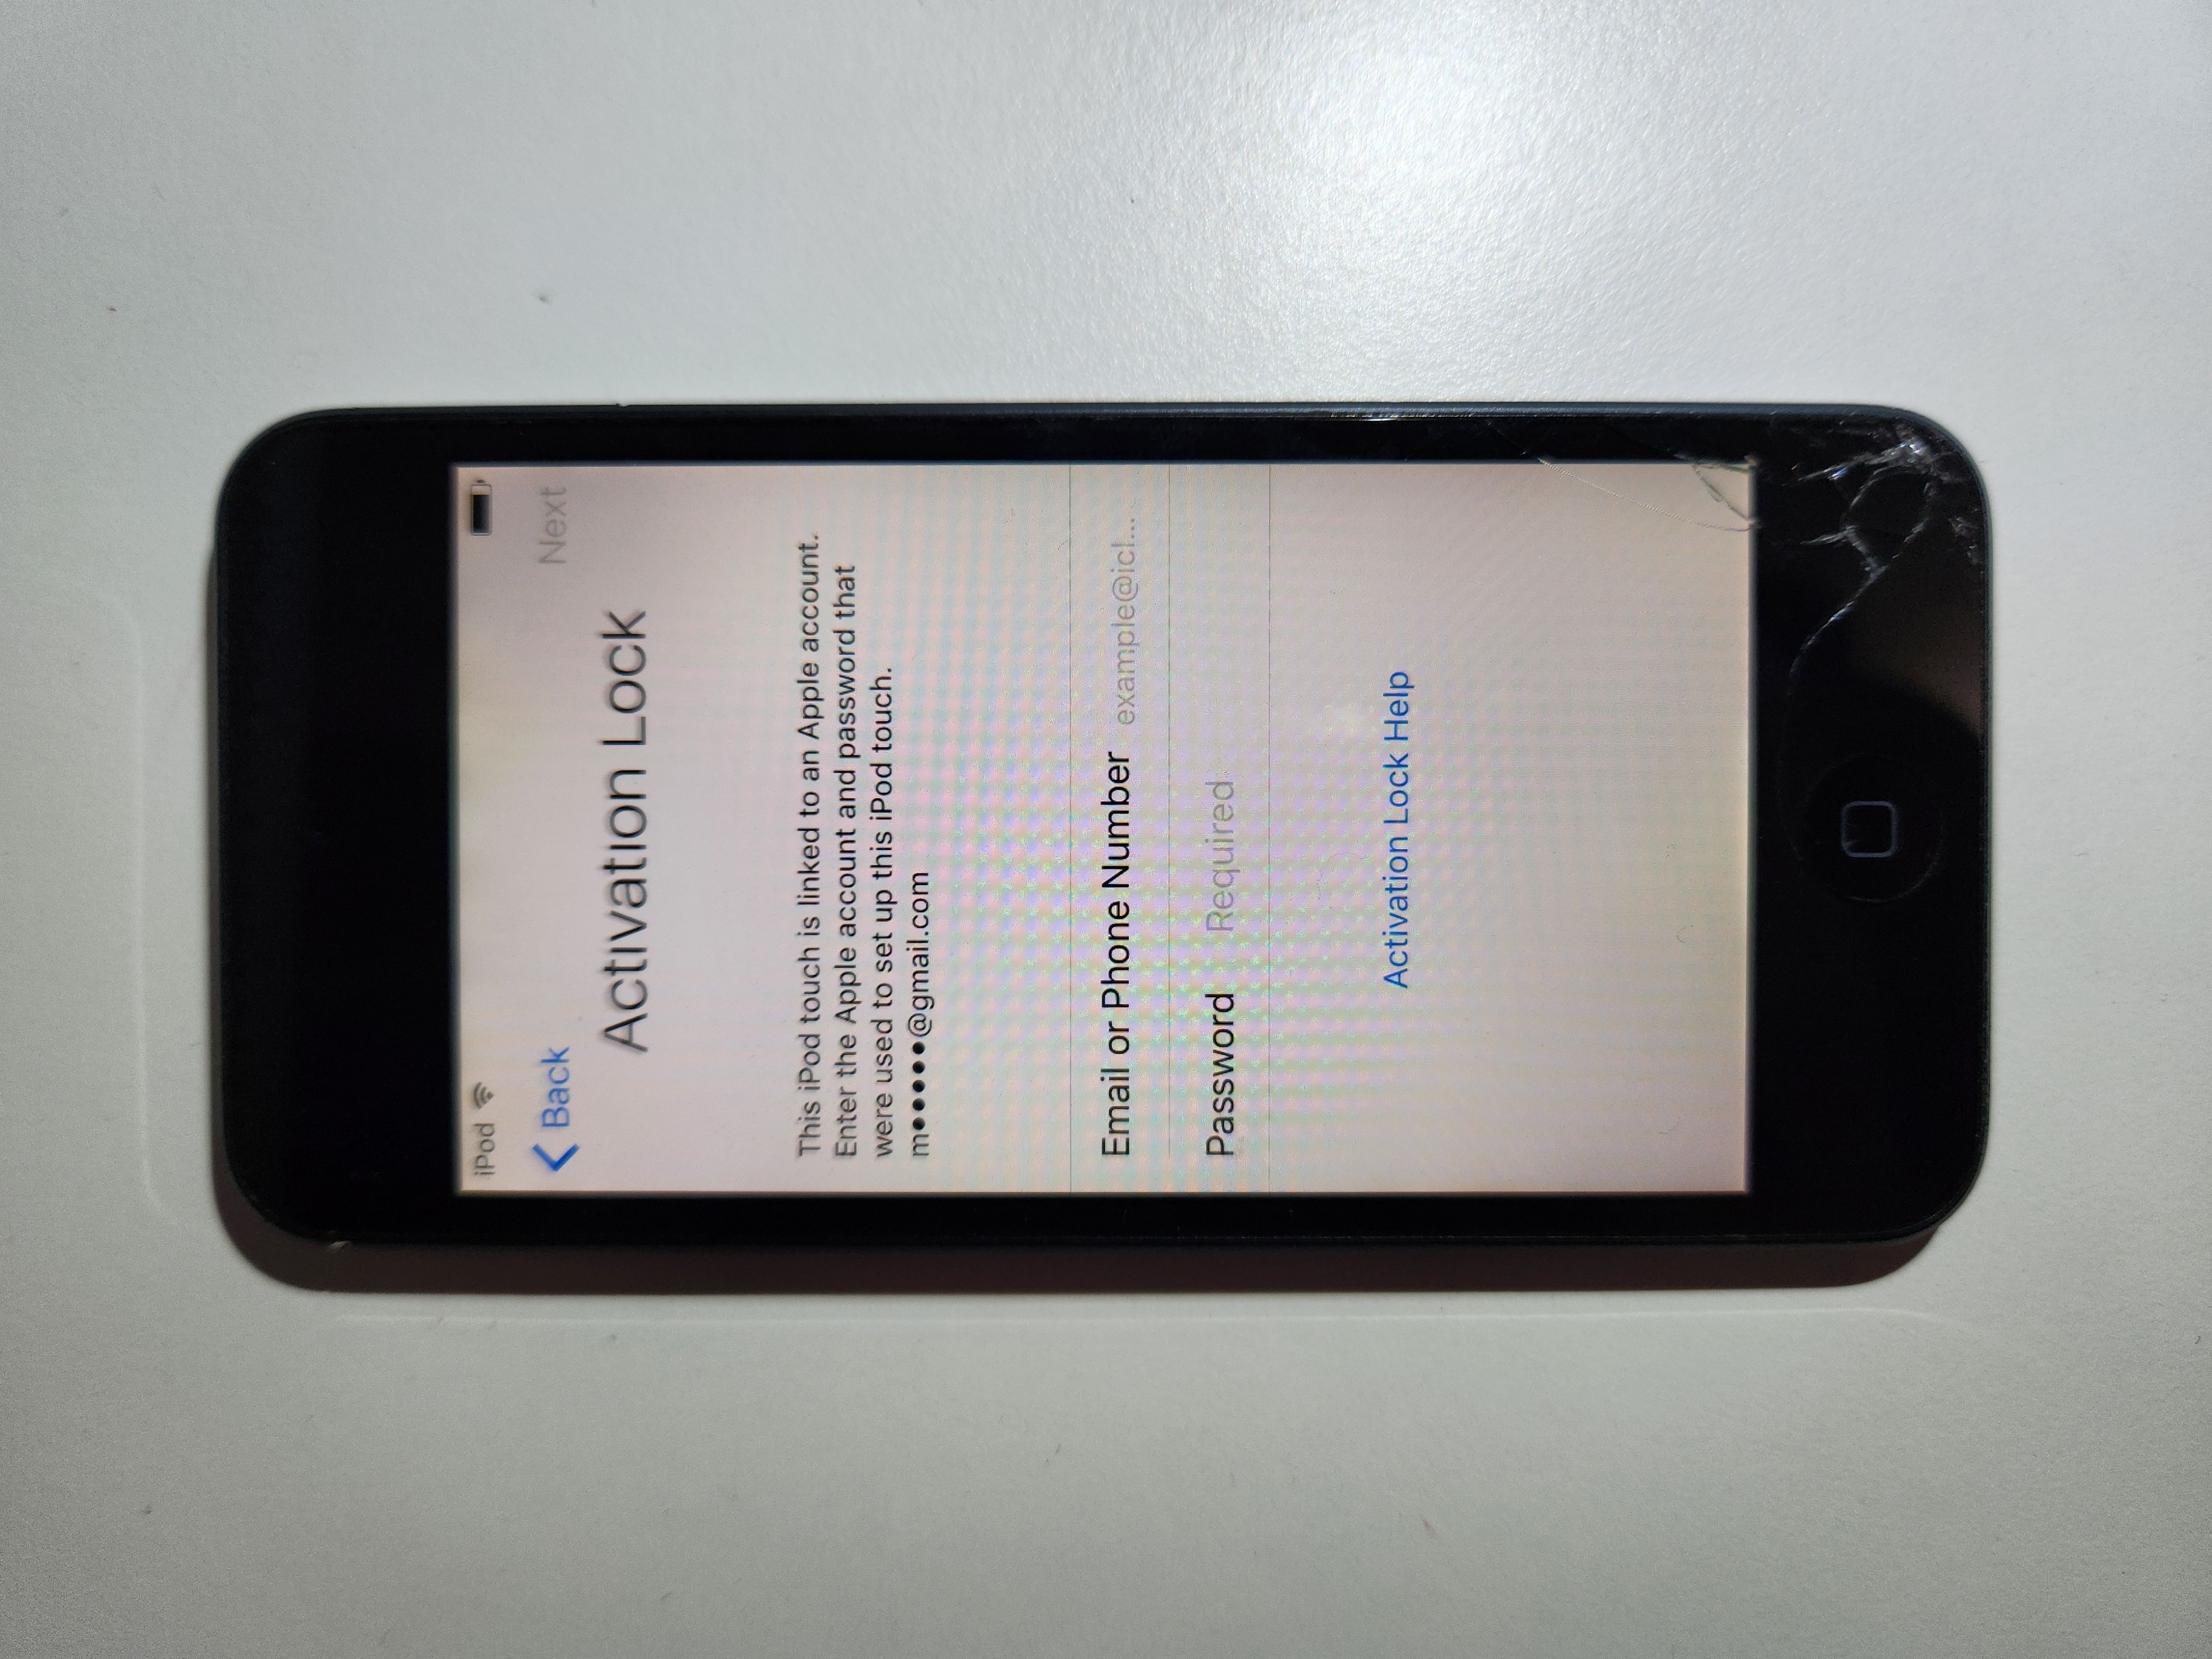 iPod
Back
Next
Activation Lock
This iPod touch is linked to an Apple account.
Enter the Apple account and password that
were used to set up this iPod touch.
m●●●●●@gmail.com
Email or Phone Number example@icl...
Password Required
Activation Lock Help